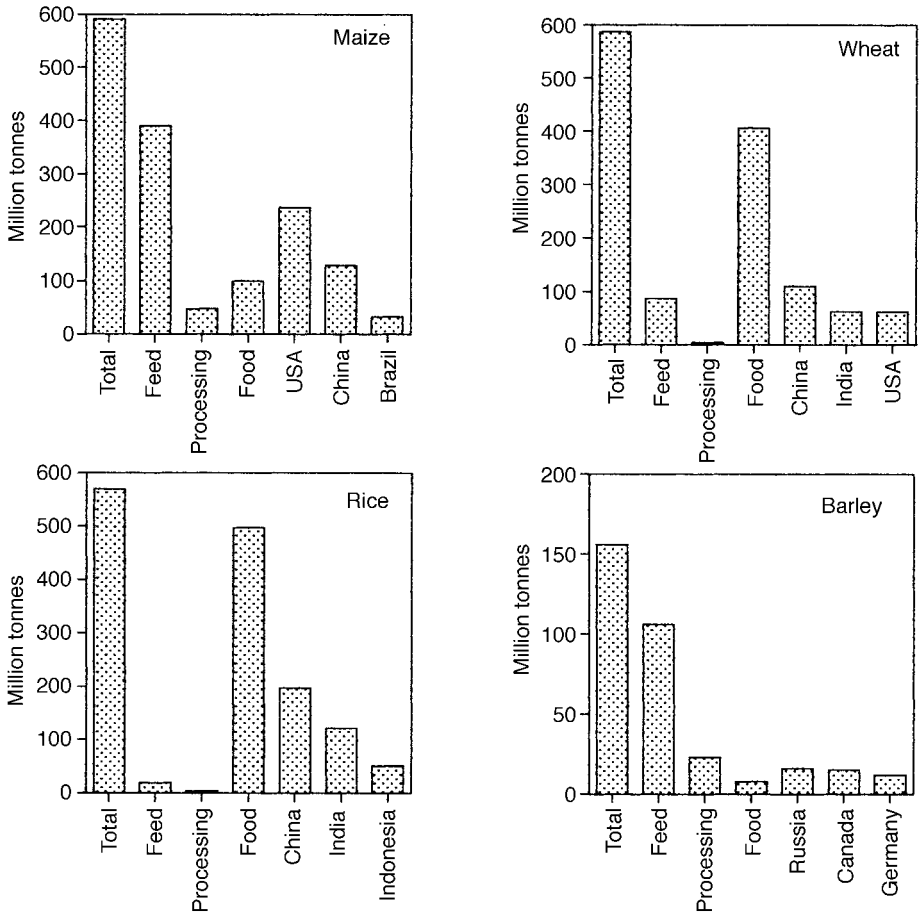 Maize
Million tonnes
600
500
400
300
200
100
0
Total
Feed
Processing
Food
USA
China
Brazil
Wheat
Million tonnes
600
500
400
300
200
100
0
Total
Feed
Processing
Food
China
India
USA
Rice
Million tonnes
600
500
400
300
200
100
0
Total
Feed
Processing
Food
China
India
Indonesia
Barley
Million tonnes
200
150
100
50
0
Total
Feed
Processing
Food
Russia
Canada
Germany